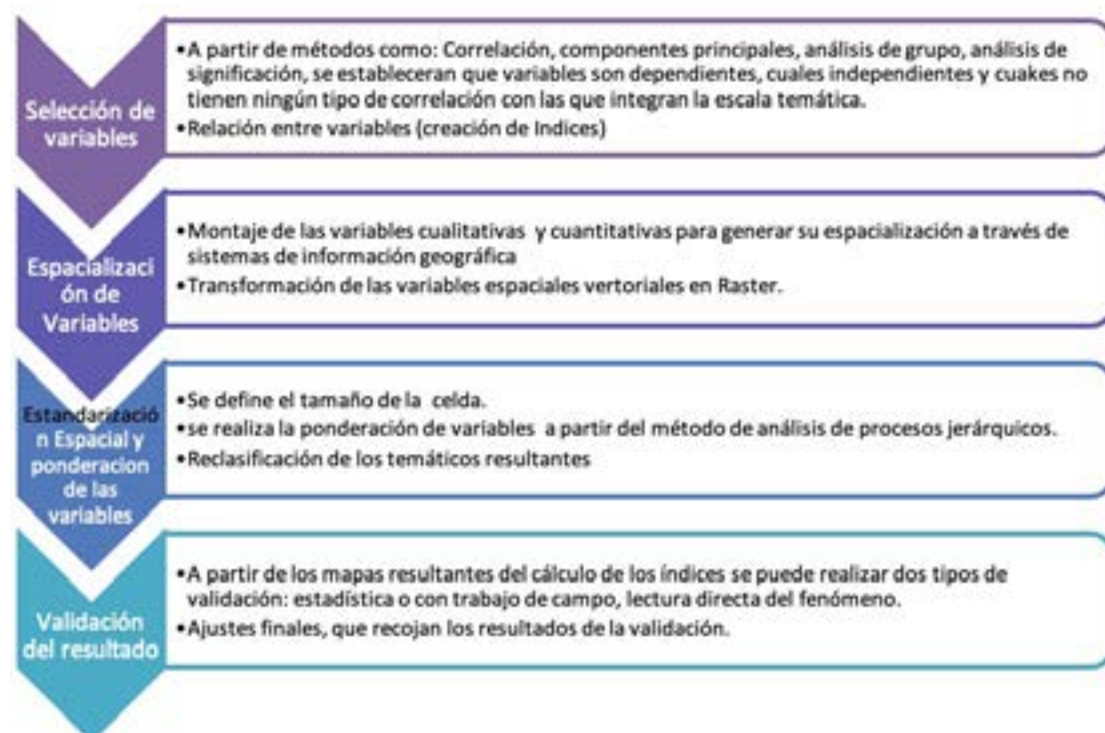 Selección de
variables
•A partir de métodos como: Correlación, componentes principales, análisis de grupo, análisis de
significación, se estableceran que variables son dependientes, cuales independientes y cuakes no
tienen ningún tipo de correlación con las que integran la escala temática.
•Relación entre variables (creación de Indices)
Espacializaci
ón de
Variables
•Montaje de las variables cualitativas y cuantitativas para generar su espacialización a través de
sistemas de información geográfica
•Transformación de las variables espaciales vertoriales en Raster.
Estandarizació
n Espacial y
ponderacion
de las
variables
•Se define el tamaño de la celda.
•se realiza la ponderación de variables a partir del método de análisis de procesos jerárquicos.
•Reclasificación de los temáticos resultantes
Validación
del resultado
•A partir de los mapas resultantes del cálculo de los índices se puede realizar dos tipos de
validación: estadística o con trabajo de campo, lectura directa del fenómeno.
•Ajustes finales, que recojan los resultados de la validación.